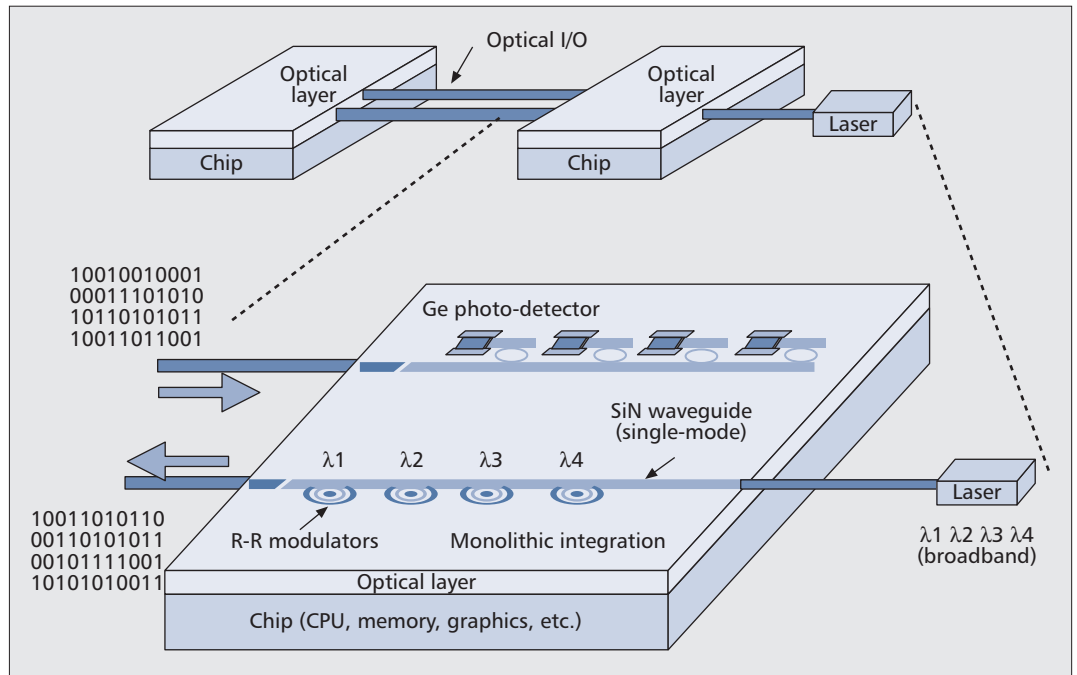 Optical I/O
Optical
layer
Optical
layer
Laser
Chip
Chip
10010010001
00011101010
10110101011
10011011001
Ge photo-detector
SiN waveguide
(single-mode)
λ1 λ2 λ3 λ4
Laser
10011010110
00110101011
00101111001
10101010011
R-R modulators
Monolithic integration
λ1 λ2 λ3 λ4
(broadband)
Optical layer
Chip (CPU, memory, graphics, etc.)